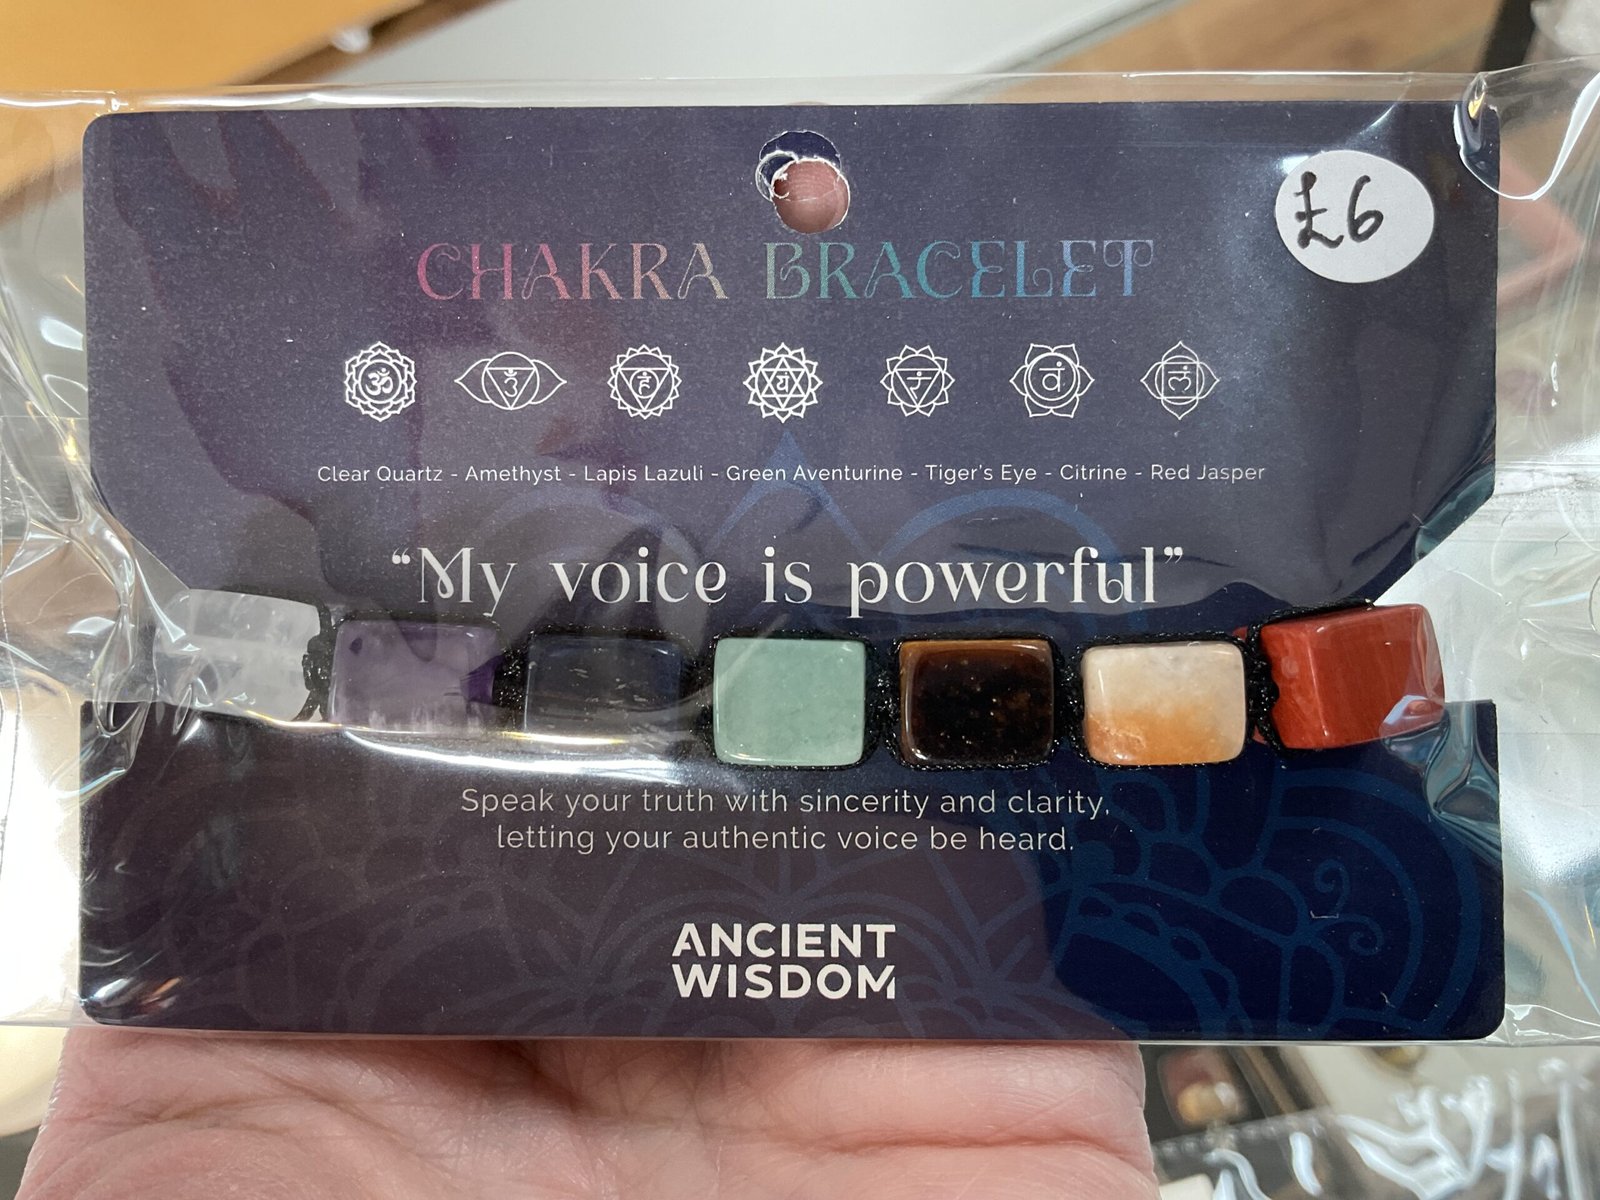 £6
CHAKRA BRACELET
ॐ ॐ हं यं रं वं लं
Clear Quartz - Amethyst - Lapis Lazuli - Green Aventurine - Tiger's Eye - Citrine - Red Jasper
“My voice is powerful”
Speak your truth with sincerity and clarity,
letting your authentic voice be heard.
ANCIENT
WISDOM